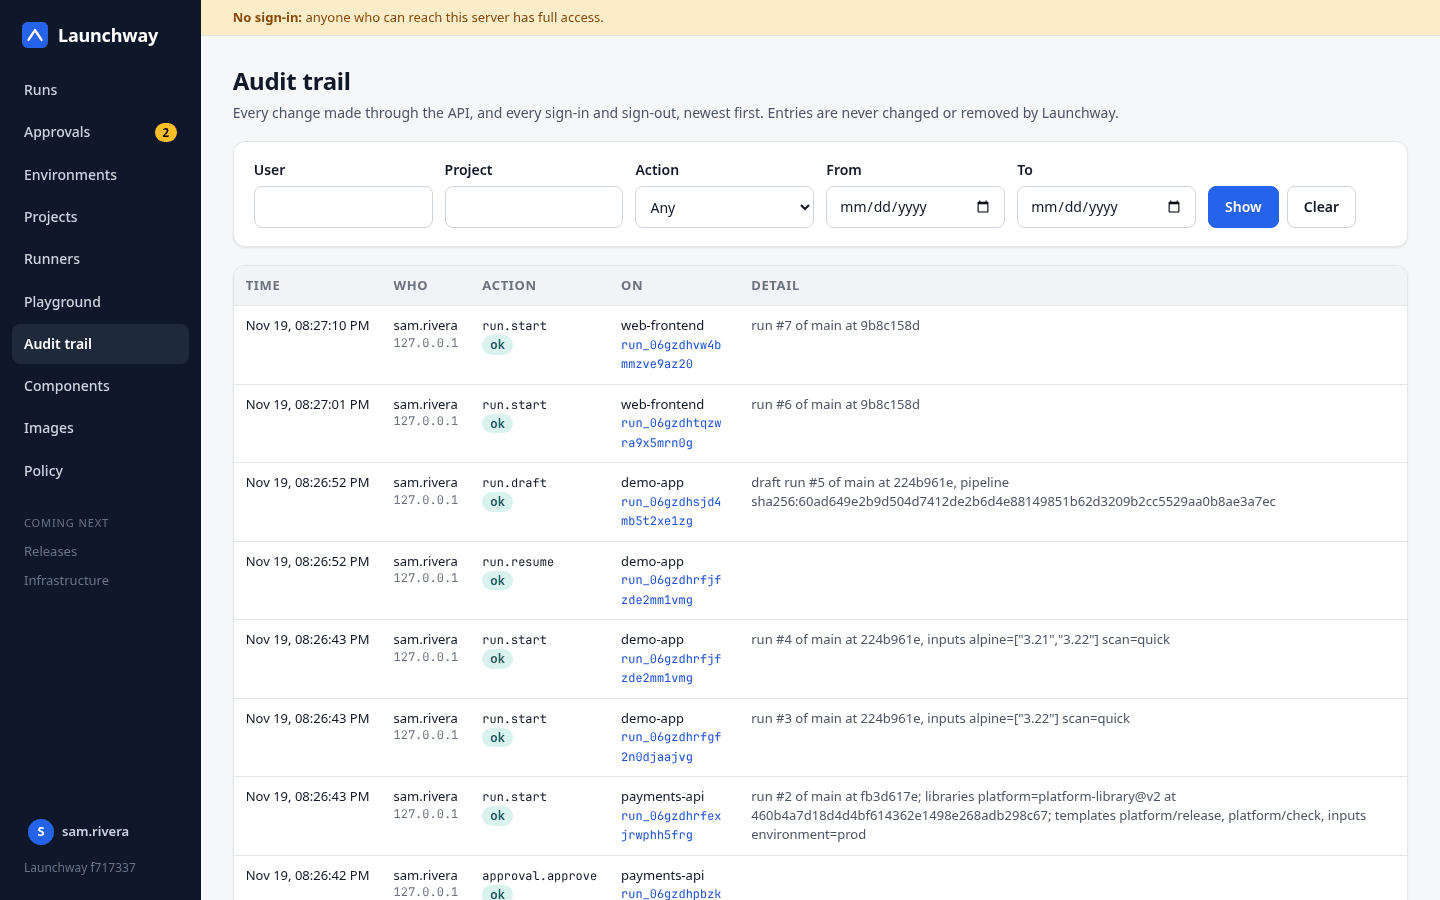 Launchway
Runs
Approvals 2
Environments
Projects
Runners
Playground
Audit trail
Components
Images
Policy
COMING NEXT
Releases
Infrastructure
S sam.rivera
Launchway f717337
No sign-in: anyone who can reach this server has full access.
Audit trail
Every change made through the API, and every sign-in and sign-out, newest first. Entries are never changed or removed by Launchway.
User Project Action From To
Any mm/dd/yyyy mm/dd/yyyy Show Clear
TIME WHO ACTION ON DETAIL
Nov 19, 08:27:10 PM sam.rivera run.start web-frontend run #7 of main at 9b8c158d
127.0.0.1 ok run_06gzdhvw4b
mmzve9az20
Nov 19, 08:27:01 PM sam.rivera run.start web-frontend run #6 of main at 9b8c158d
127.0.0.1 ok run_06gzdhtqzw
ra9x5mrn0g
Nov 19, 08:26:52 PM sam.rivera run.draft demo-app draft run #5 of main at 224b961e, pipeline
127.0.0.1 ok run_06gzdhsjd4 sha256:60ad649e2b9d504d7412de2b6d4e88149851b62d3209b2cc5529aa0b8ae3a7ec
mb5t2xe1zg
Nov 19, 08:26:52 PM sam.rivera run.resume demo-app
127.0.0.1 ok run_06gzdhrfjf
zde2mm1vmg
Nov 19, 08:26:43 PM sam.rivera run.start demo-app run #4 of main at 224b961e, inputs alpine=["3.21","3.22"] scan=quick
127.0.0.1 ok run_06gzdhrfjf
zde2mm1vmg
Nov 19, 08:26:43 PM sam.rivera run.start demo-app run #3 of main at 224b961e, inputs alpine=["3.22"] scan=quick
127.0.0.1 ok run_06gzdhrfgf
2n0djaajvg
Nov 19, 08:26:43 PM sam.rivera run.start payments-api run #2 of main at fb3d617e; libraries platform=platform-library@v2 at
127.0.0.1 ok run_06gzdhrfex 460b4a7d18d4d4bf614362e1498e268adb298c67; templates platform/release, platform/check, inputs
jrwphh5frg environment=prod
Nov 19, 08:26:42 PM sam.rivera approval.approve payments-api
127.0.0.1 ok run_06gzdhpbzk